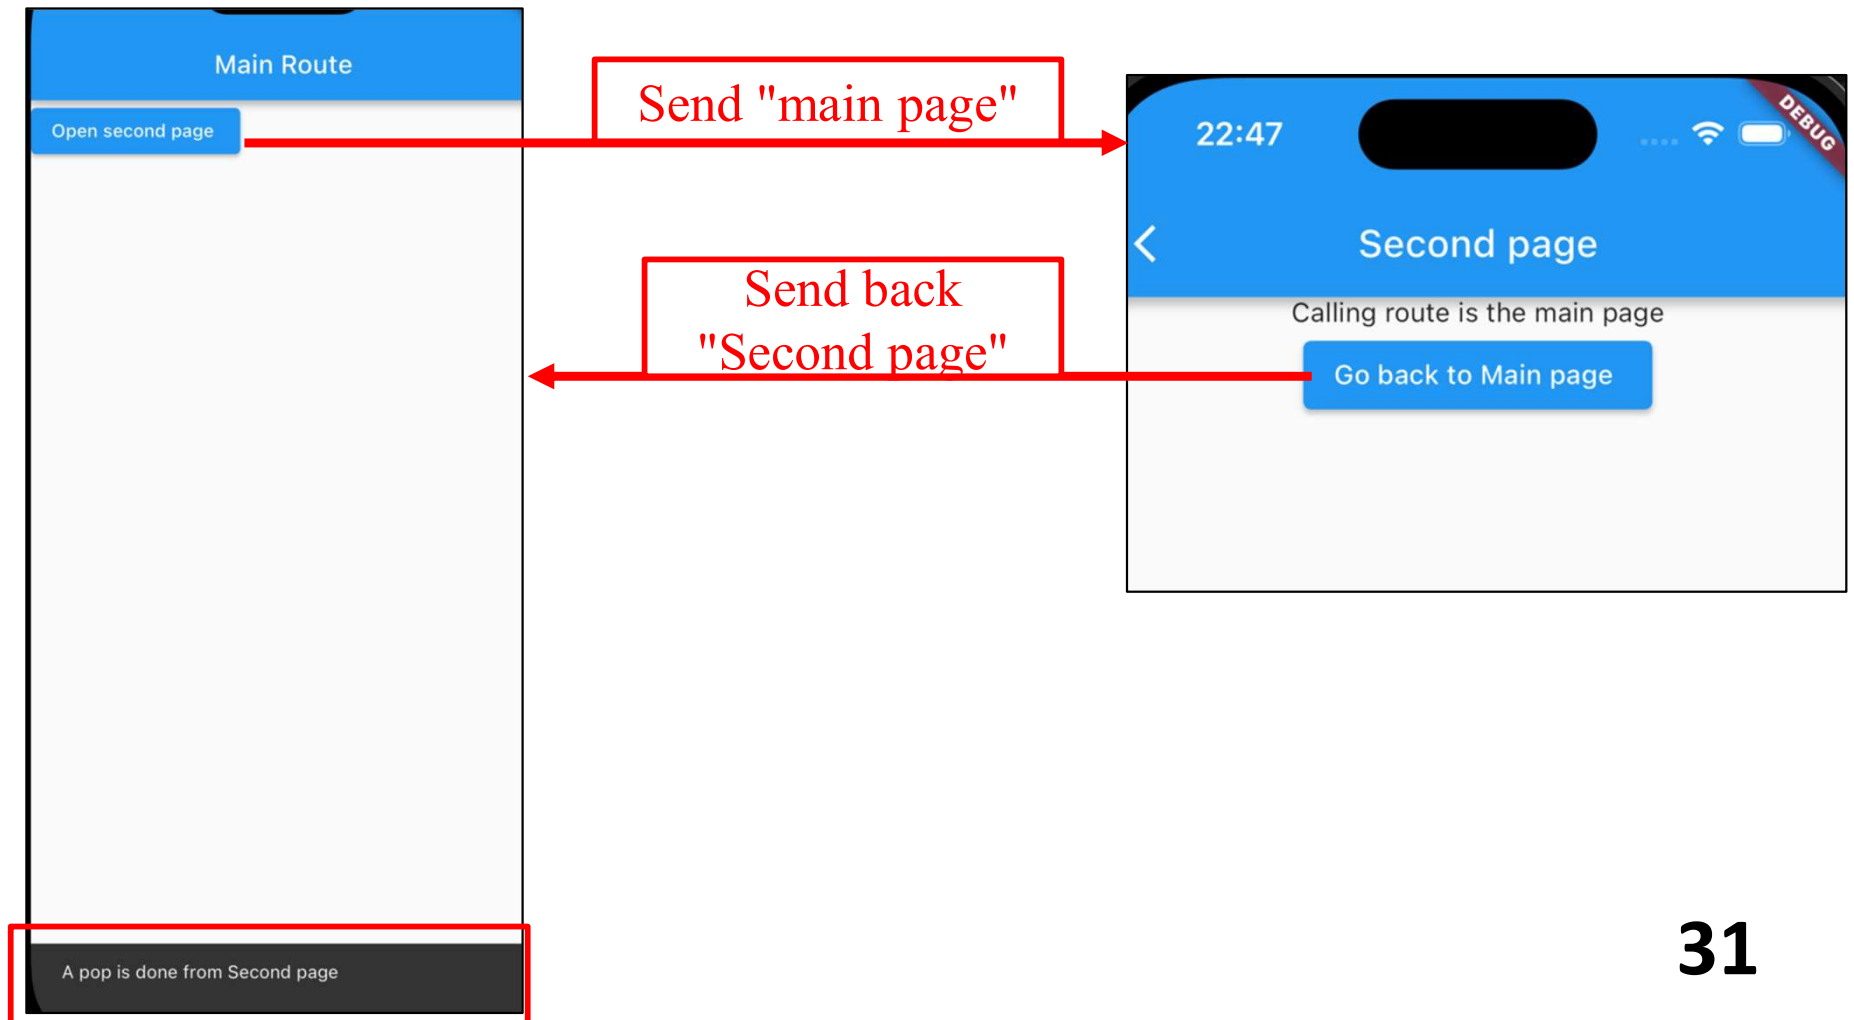 Main Route
Open second page
Send "main page"
Send back
"Second page"
22:47
DEBUG
Second page
Calling route is the main page
Go back to Main page
A pop is done from Second page
31